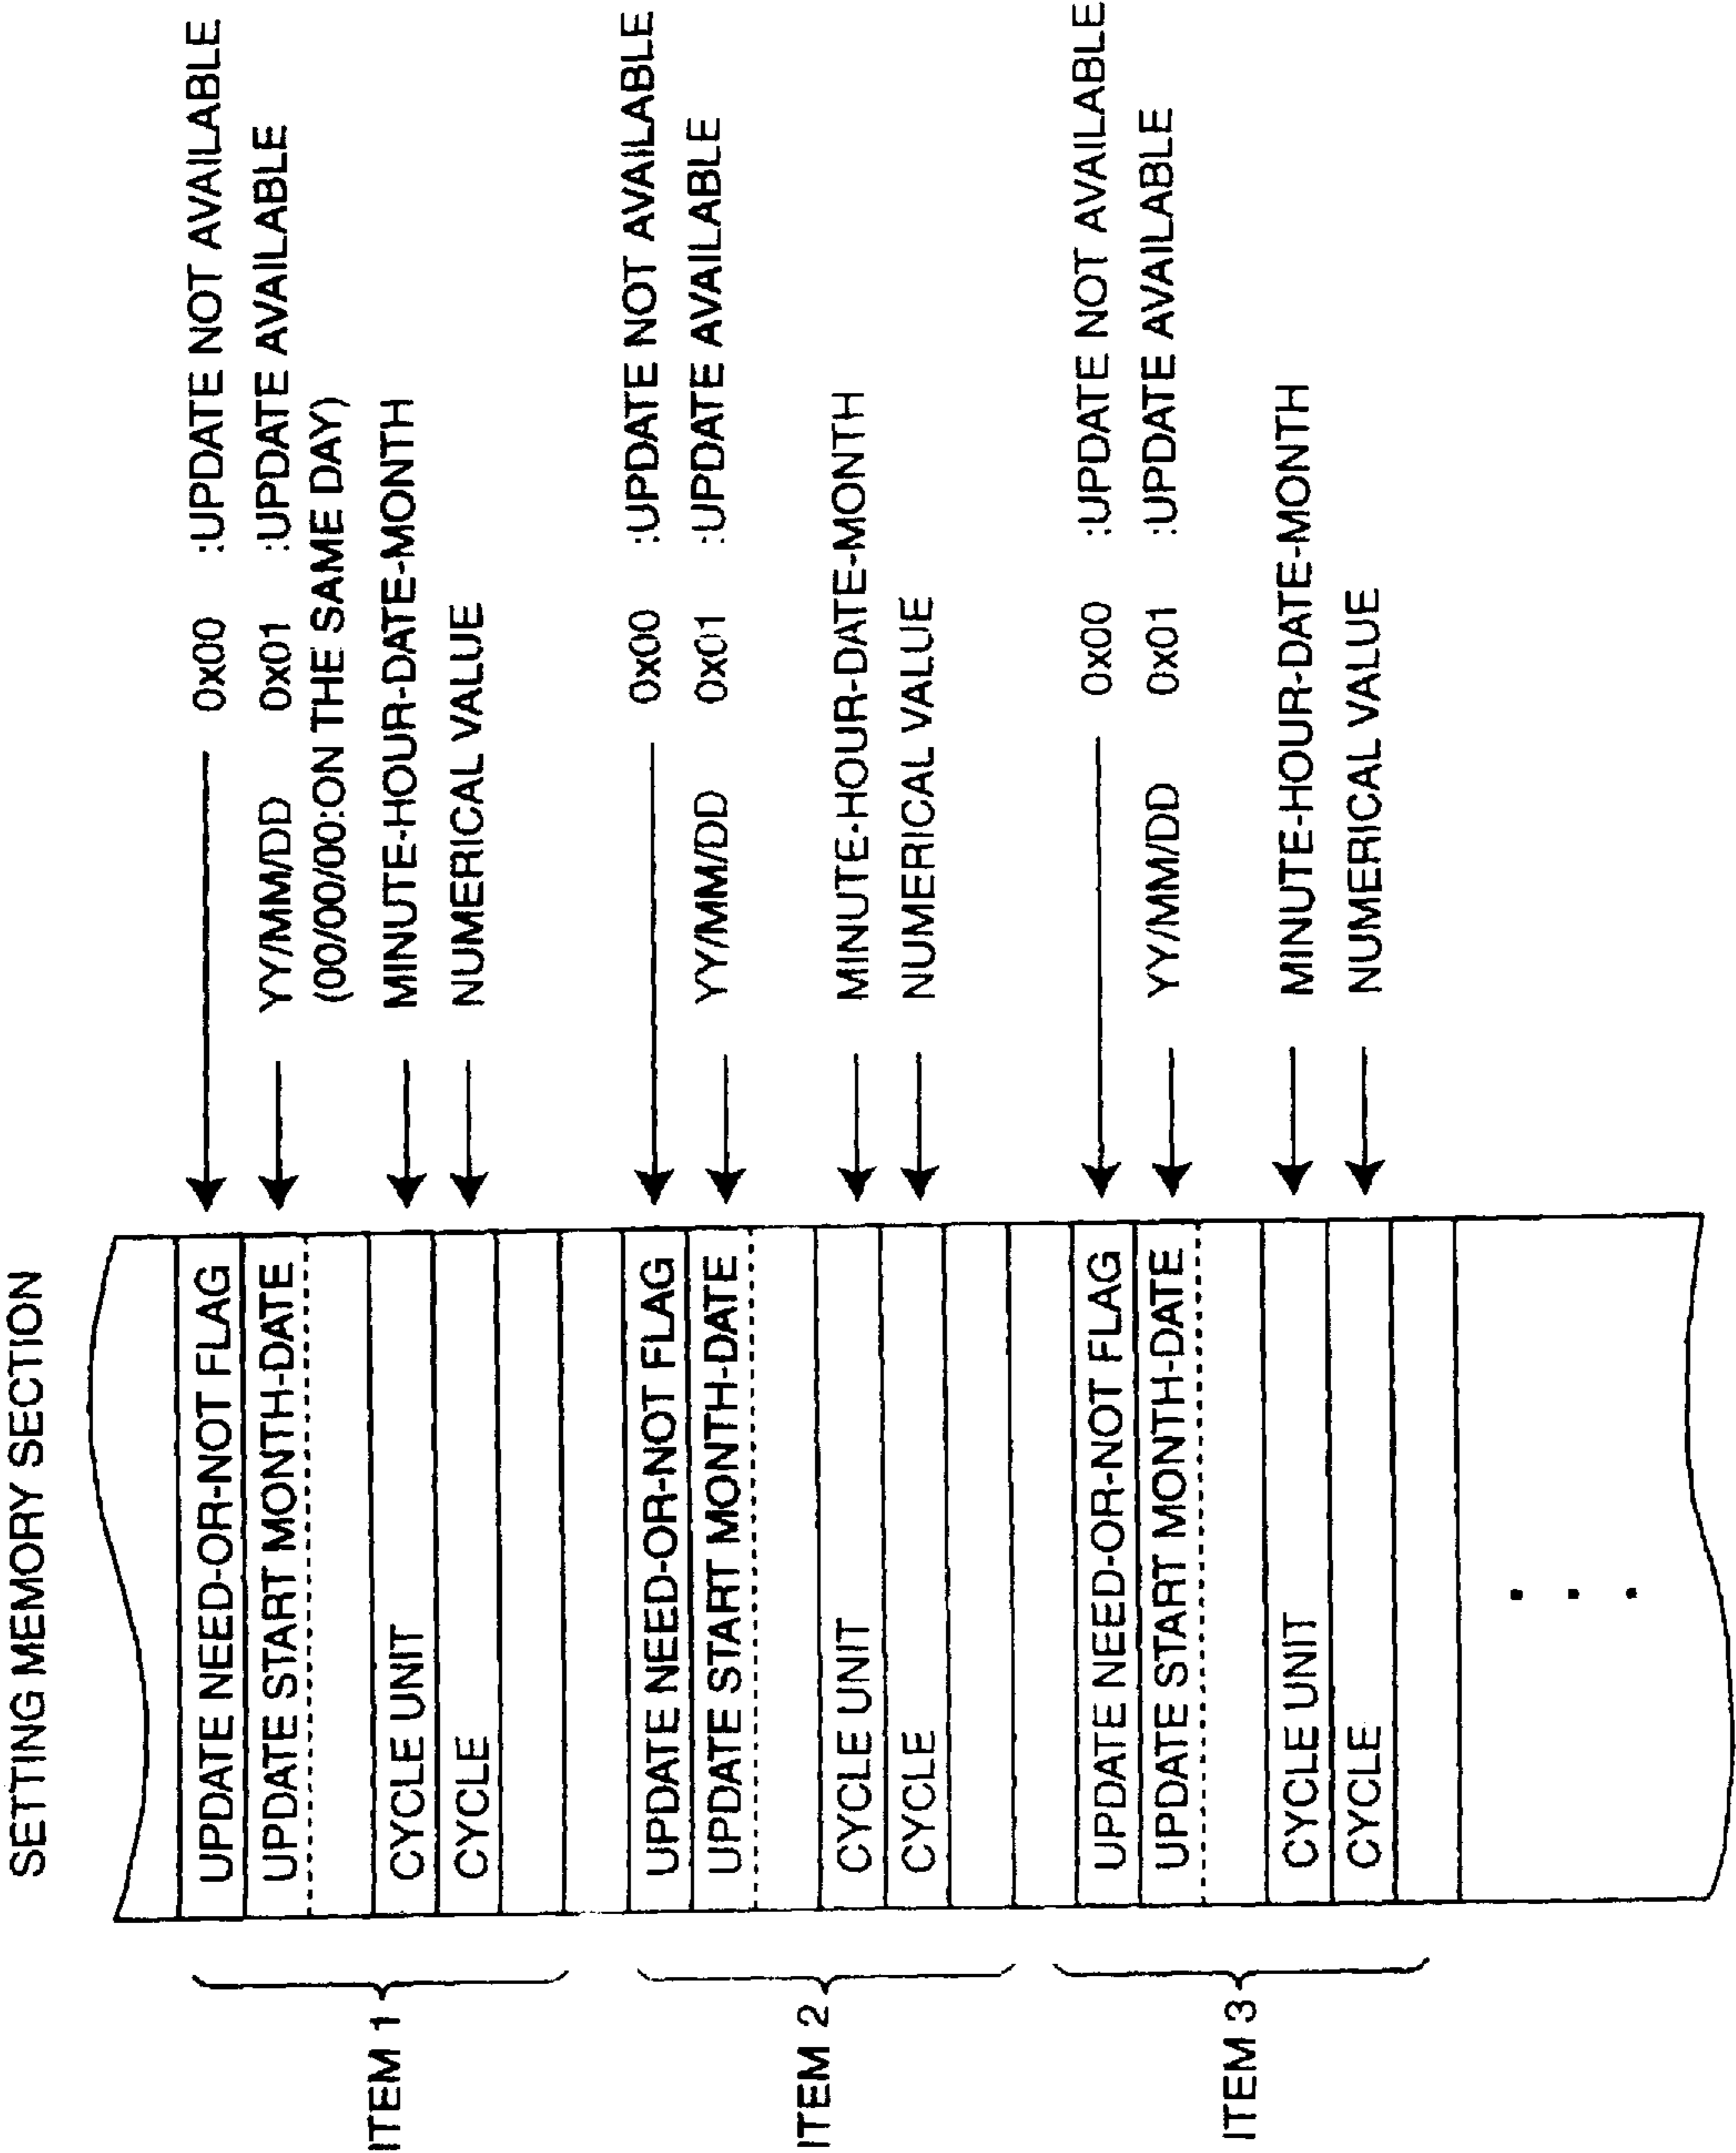 SETTING MEMORY SECTION
ITEM 1
UPDATE NEED-OR-NOT FLAG
0x00 :UPDATE NOT AVAILABLE
UPDATE START MONTH-DATE
YY/MM/DD 0x01 :UPDATE AVAILABLE
(00/00/00:ON THE SAME DAY)
CYCLE UNIT
MINUTE-HOUR-DATE-MONTH
CYCLE
NUMERICAL VALUE
ITEM 2
UPDATE NEED-OR-NOT FLAG
0x00 :UPDATE NOT AVAILABLE
UPDATE START MONTH-DATE
YY/MM/DD 0x01 :UPDATE AVAILABLE
CYCLE UNIT
MINUTE-HOUR-DATE-MONTH
CYCLE
NUMERICAL VALUE
ITEM 3
UPDATE NEED-OR-NOT FLAG
0x00 :UPDATE NOT AVAILABLE
UPDATE START MONTH-DATE
YY/MM/DD 0x01 :UPDATE AVAILABLE
CYCLE UNIT
MINUTE-HOUR-DATE-MONTH
CYCLE
NUMERICAL VALUE